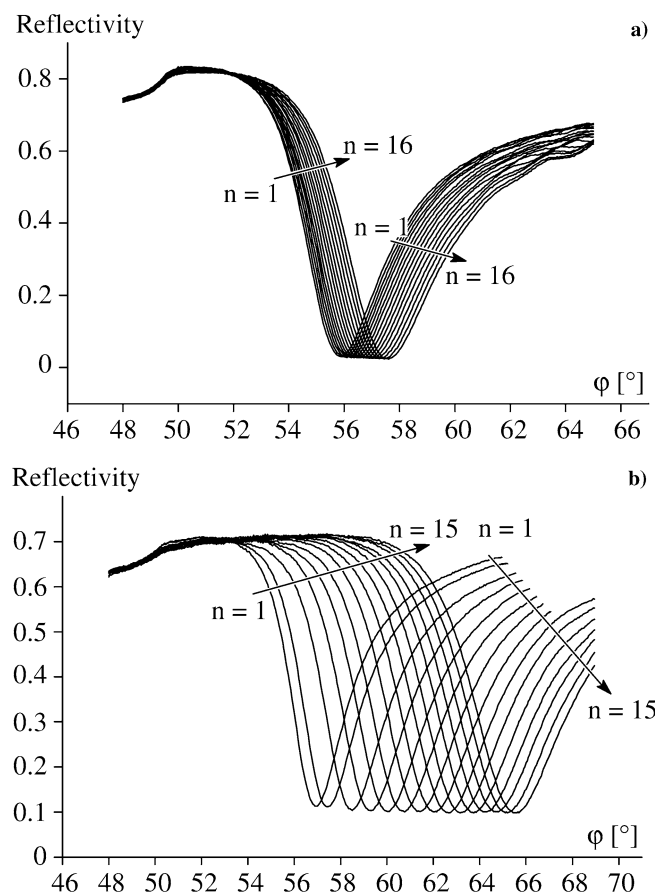 Reflectivity
a)
0.8
0.6
0.4
0.2
0
n = 16
n = 1
n = 1
n = 16
φ [°]
46 48 50 52 54 56 58 60 62 64 66
Reflectivity
b)
0.7
0.6
0.5
0.4
0.3
0.2
0.1
0
n = 15 n = 1
n = 1
n = 15
φ [°]
46 48 50 52 54 56 58 60 62 64 66 68 70